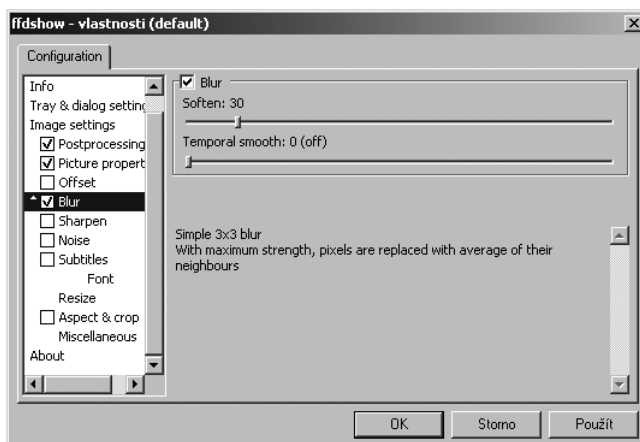 ffdshow - vlastnosti (default)
Configuration
Info
Tray & dialog setting
Image settings
Postprocessing
Picture propert
Offset
Blur
Sharpen
Noise
Subtitles
Font
Resize
Aspect & crop
Miscellaneous
About
Blur
Soften: 30
Temporal smooth: 0 (off)
Simple 3x3 blur
With maximum strength, pixels are replaced with average of their
neighbours
OK
Storno
Použít